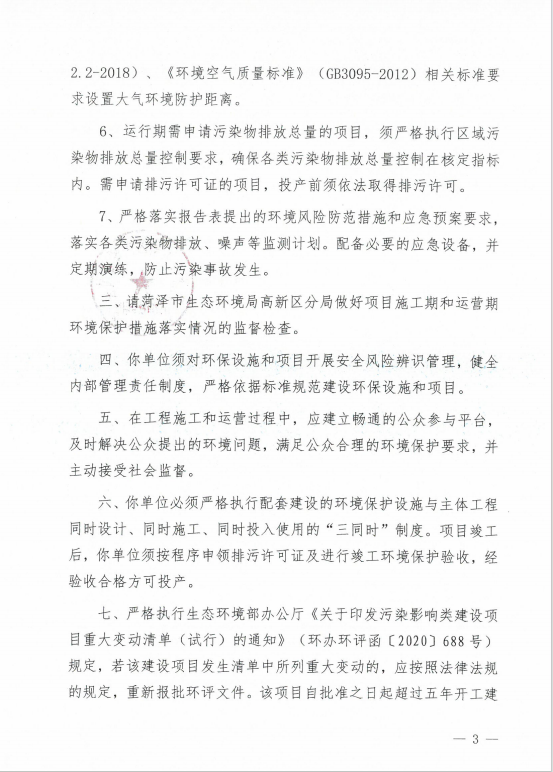 2.2-2018）、《环境空气质量标准》（GB3095-2012）相关标准要
求设置大气环境防护距离。
6、运行期需申请污染物排放总量的项目，须严格执行区域污
染物排放总量控制要求，确保各类污染物排放总量控制在核定指标
内。需申请排污许可证的项目，投产前须依法取得排污许可。
7、严格落实报告表提出的环境风险防范措施和应急预案要求，
落实各类污染物排放、噪声等监测计划。配备必要的应急设备，并
定期演练，防止污染事故发生。
三、请菏泽市生态环境局高新区分局做好项目施工期和运营期
环境保护措施落实情况的监督检查。
四、你单位须对环保设施和项目开展安全风险辨识管理，健全
内部管理责任制度，严格依据标准规范建设环保设施和项目。
五、在工程施工和运营过程中，应建立畅通的公众参与平台，
及时解决公众提出的环境问题，满足公众合理的环境保护要求，并
主动接受社会监督。
六、你单位必须严格执行配套建设的环境保护设施与主体工程
同时设计、同时施工、同时投入使用的“三同时”制度。项目竣工
后，你单位须按程序申领排污许可证及进行竣工环境保护验收，经
验收合格方可投产。
七、严格执行生态环境部办公厅《关于印发污染影响类建设项
目重大变动清单（试行）的通知》（环办环评函〔2020〕688号）
规定，若该建设项目发生清单中所列重大变动的，应按照法律法规
的规定，重新报批环评文件。该项目自批准之日起超过五年开工建
— 3 —